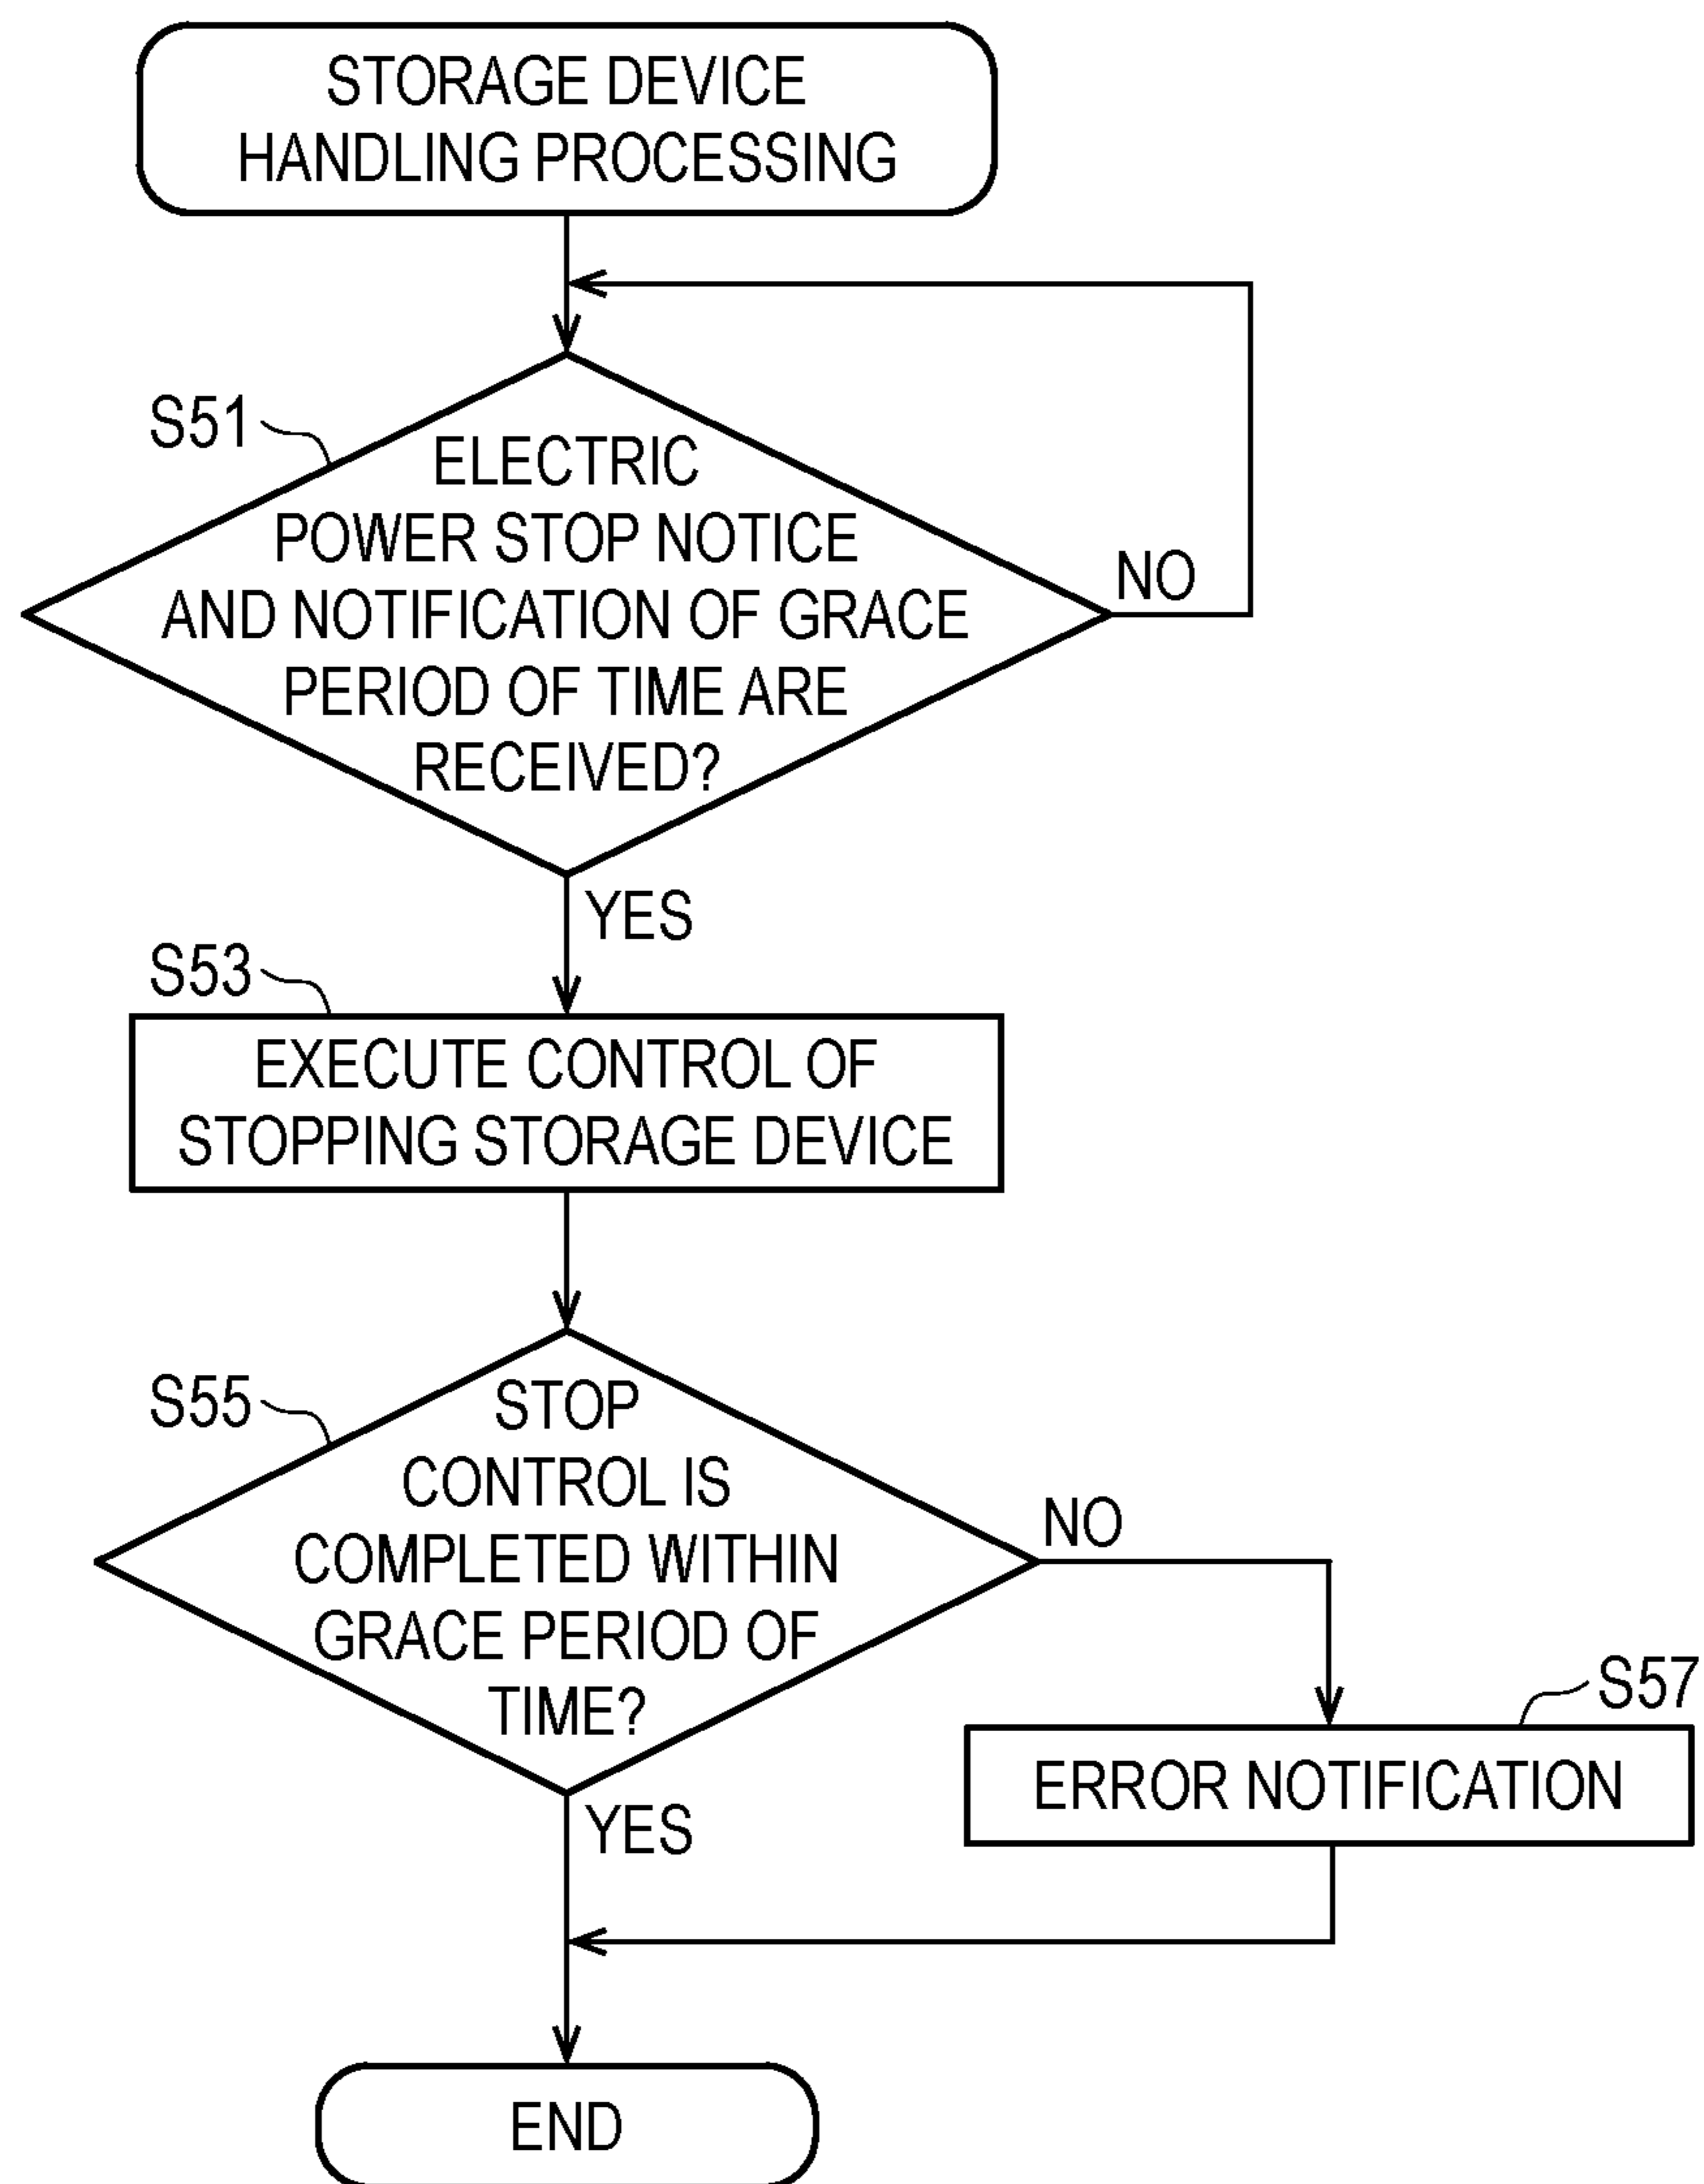 STORAGE DEVICE
HANDLING PROCESSING
S51
ELECTRIC
POWER STOP NOTICE
AND NOTIFICATION OF GRACE
PERIOD OF TIME ARE
RECEIVED?
NO
YES
S53
EXECUTE CONTROL OF
STOPPING STORAGE DEVICE
S55
STOP
CONTROL IS
COMPLETED WITHIN
GRACE PERIOD OF
TIME?
NO
S57
ERROR NOTIFICATION
YES
END